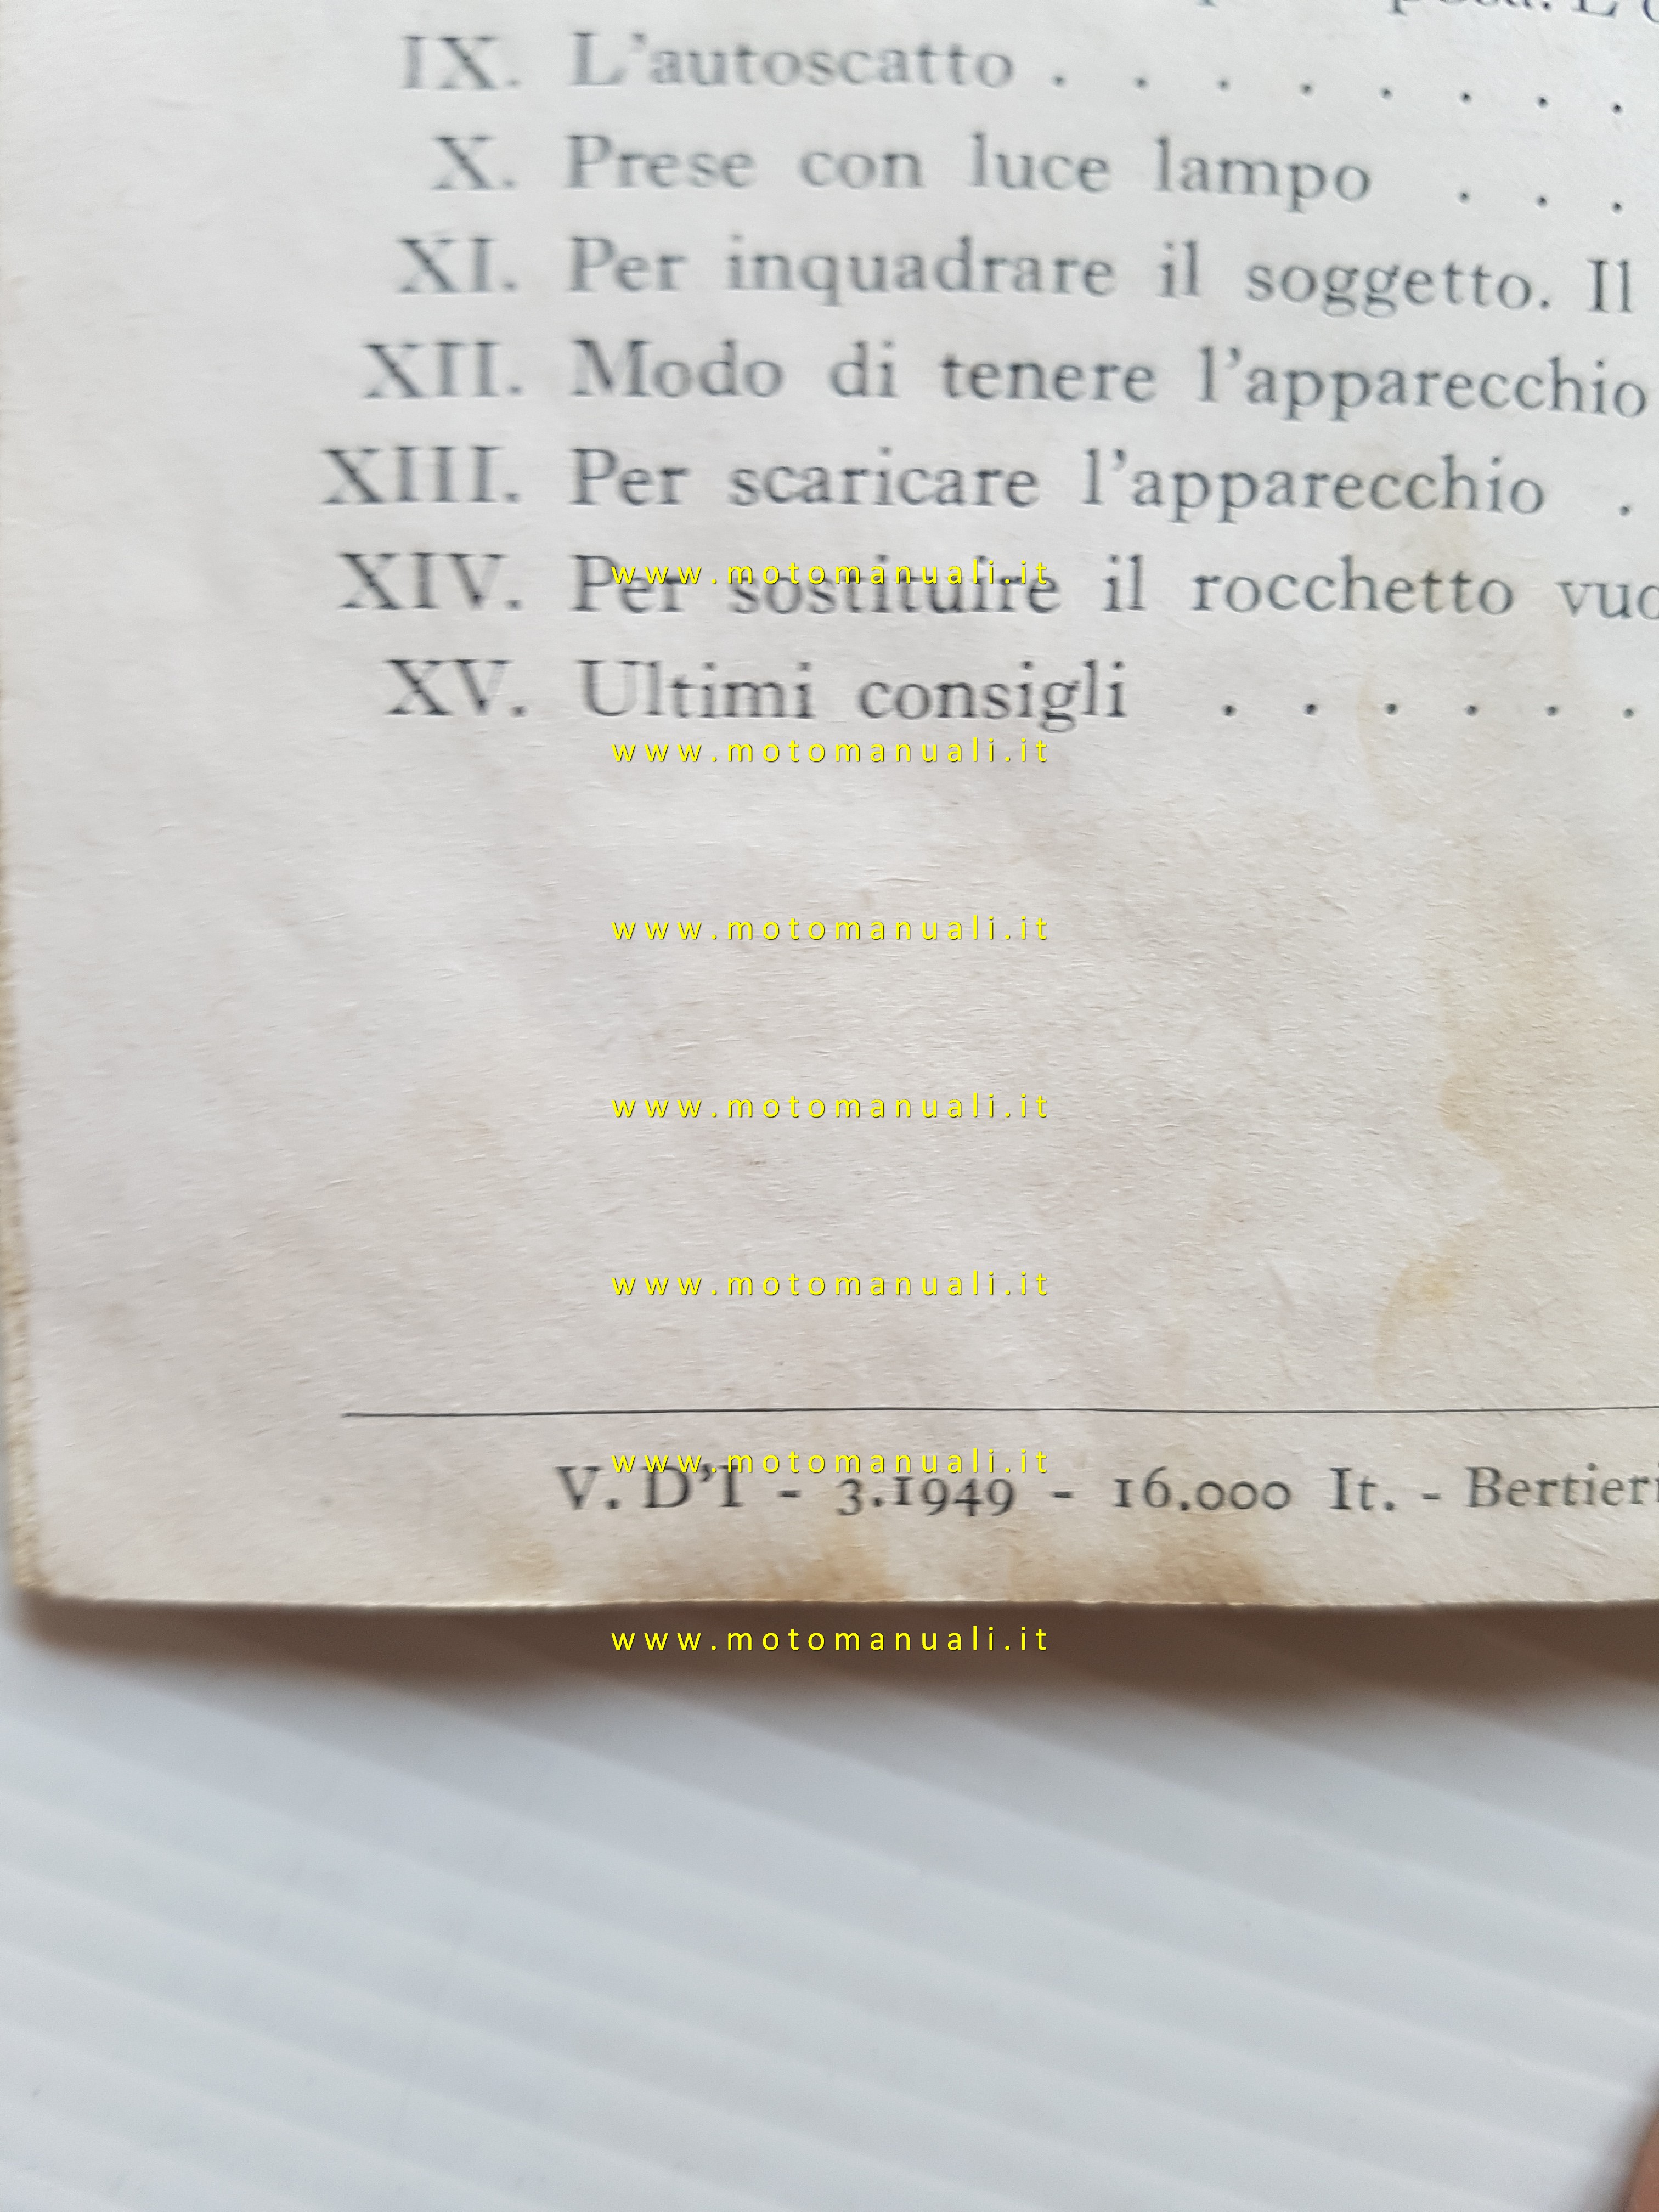 IX. L'autoscatto . . . . . . . .
X. Prese con luce lampo . . .
XI. Per inquadrare il soggetto. Il
XII. Modo di tenere l'apparecchio
XIII. Per scaricare l'apparecchio .
www.motomanuali.it
XIV. Per sostituire il rocchetto
XV. Ultimi consigli . . . . . .
www.motomanuali.it
www.motomanuali.it
www.motomanuali.it
www.motomanuali.it
www.motomanuali.it
V. D'I - 3.1949 - 16.000 It. -
www.motomanuali.it